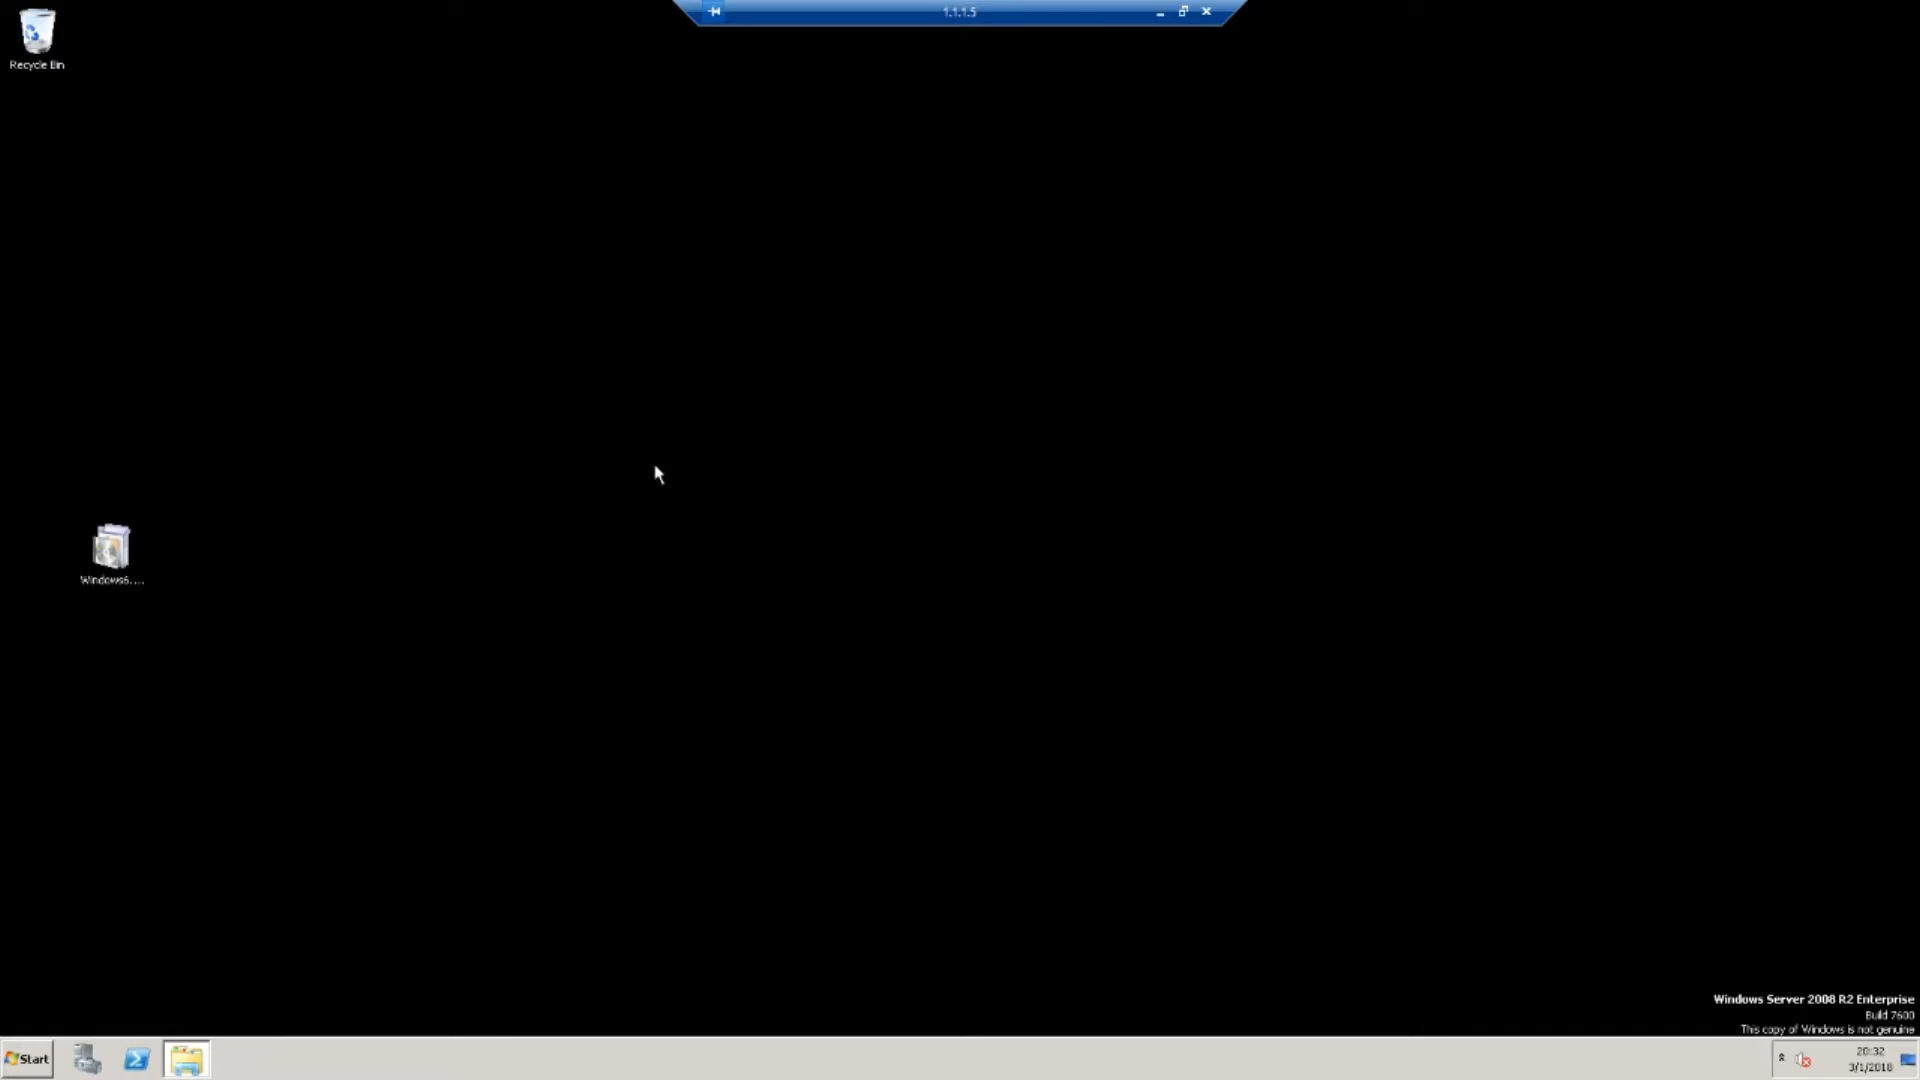 1.1.1.5
Recycle Bin
Windows6....
Windows Server 2008 R2 Enterprise
Build 7600
This copy of Windows is not genuine
Start
20:32
3/1/2018